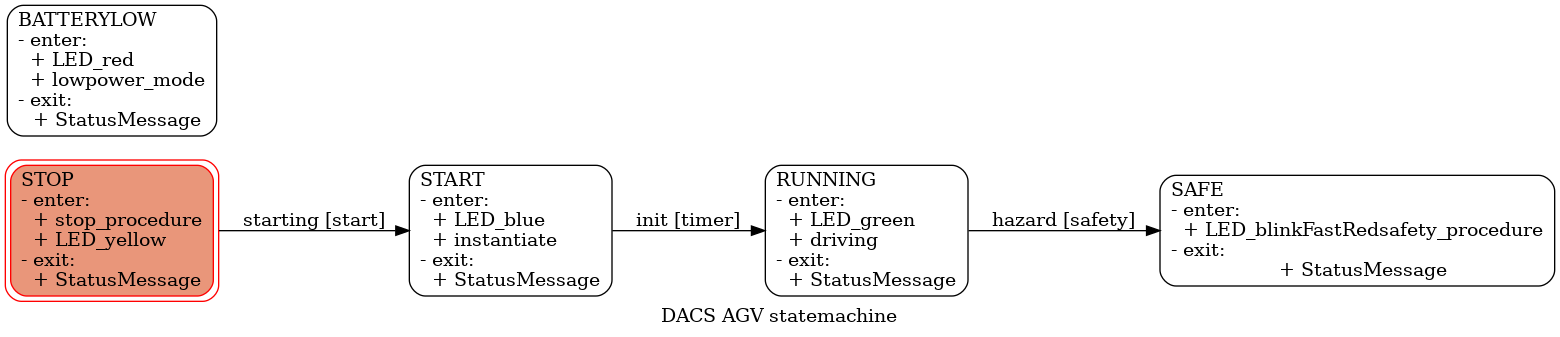 BATTERYLOW
- enter:
+ LED_red
+ lowpower_mode
- exit:
+ StatusMessage
STOP
- enter:
+ stop_procedure
+ LED_yellow
- exit:
+ StatusMessage
starting [start]
START
- enter:
+ LED_blue
+ instantiate
- exit:
+ StatusMessage
init [timer]
RUNNING
- enter:
+ LED_green
+ driving
- exit:
+ StatusMessage
hazard [safety]
SAFE
- enter:
+ LED_blinkFastRedsafety_procedure
- exit:
+ StatusMessage
DACS AGV statemachine